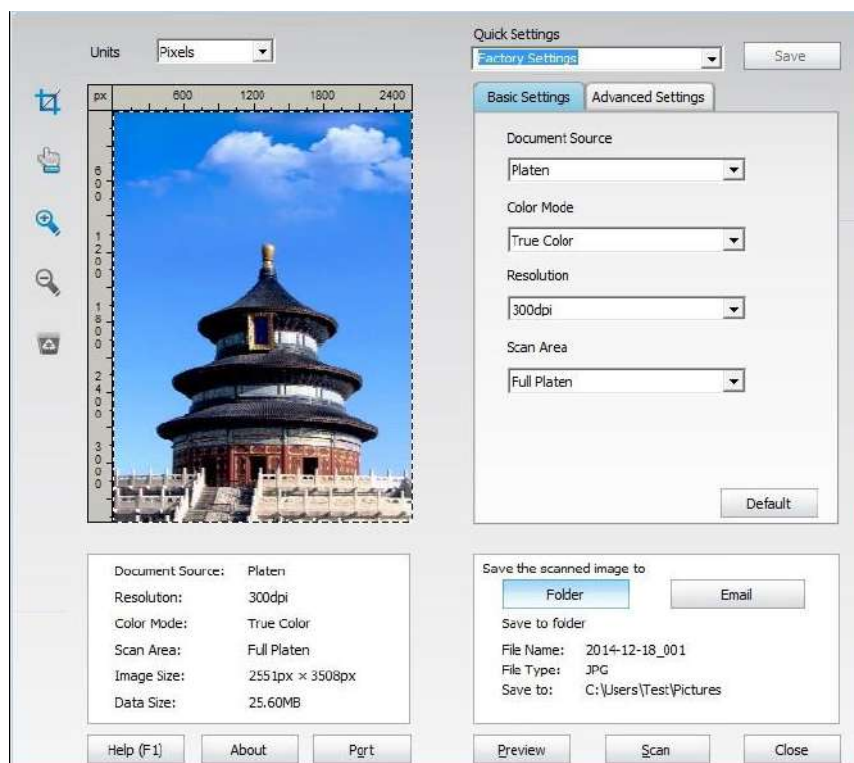 Units Pixels
Quick Settings
Factory Settings
Save
px 600 1200 1800 2400
600
1200
1800
2400
3000
Basic Settings Advanced Settings
Document Source
Platen
Color Mode
True Color
Resolution
300dpi
Scan Area
Full Platen
Default
Document Source: Platen
Resolution: 300dpi
Color Mode: True Color
Scan Area: Full Platen
Image Size: 2551px × 3508px
Data Size: 25.60MB
Save the scanned image to
Folder Email
Save to folder
File Name: 2014-12-18_001
File Type: JPG
Save to: C:\Users\Test\Pictures
Help (F1) About Port Preview Scan Close